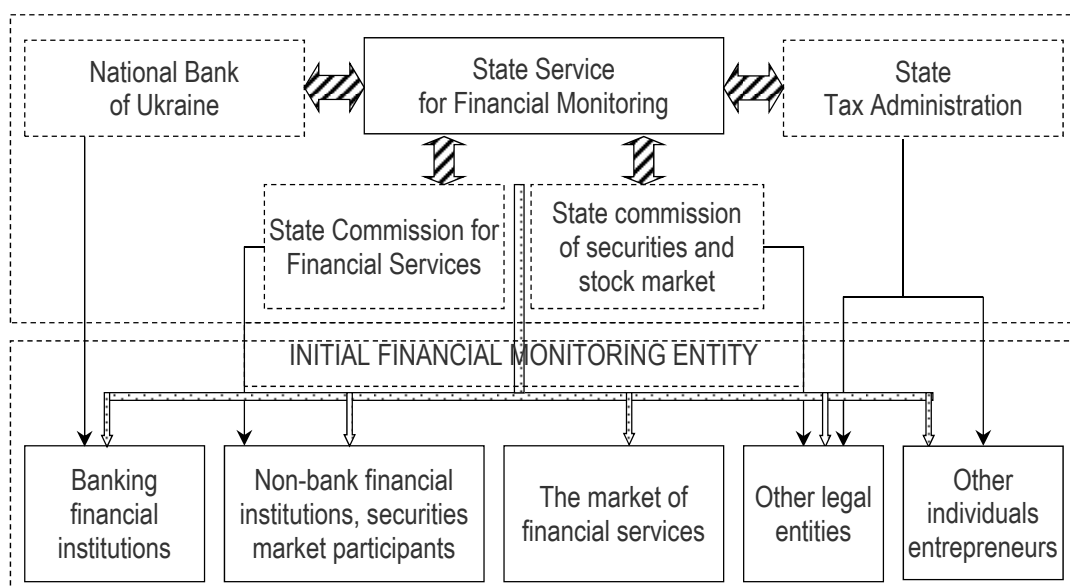 National Bank
of Ukraine
State Service
for Financial Monitoring
State
Tax Administration
State Commission for
Financial Services
State commission
of securities and
stock market
INITIAL FINANCIAL MONITORING ENTITY
Banking
financial
institutions
Non-bank financial
institutions, securities
market participants
The market of
financial services
Other legal
entities
Other
individuals
entrepreneurs